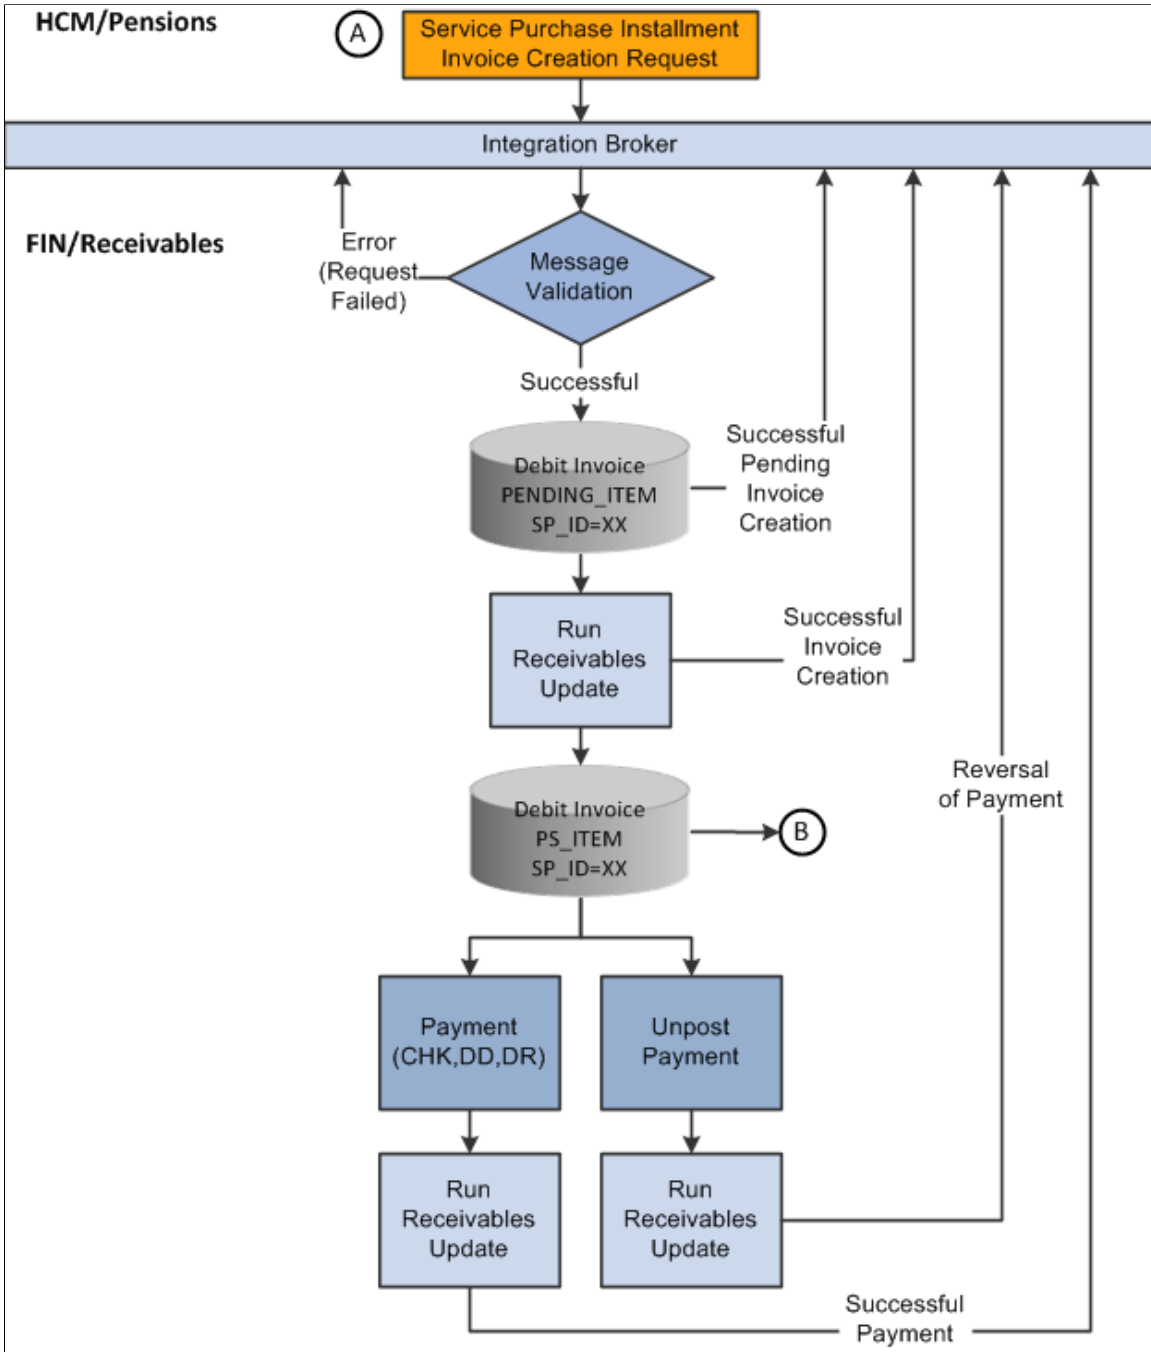 HCM/Pensions
A
Service Purchase Installment
Invoice Creation Request
Integration Broker
FIN/Receivables
Error
(Request
Failed)
Message
Validation
Successful
Debit Invoice
PENDING_ITEM
SP_ID=XX
Successful
Pending
Invoice
Creation
Run
Receivables
Update
Successful
Invoice
Creation
Debit Invoice
PS_ITEM
SP_ID=XX
B
Reversal
of Payment
Payment
(CHK,DD,DR)
Unpost
Payment
Run
Receivables
Update
Run
Receivables
Update
Successful
Payment